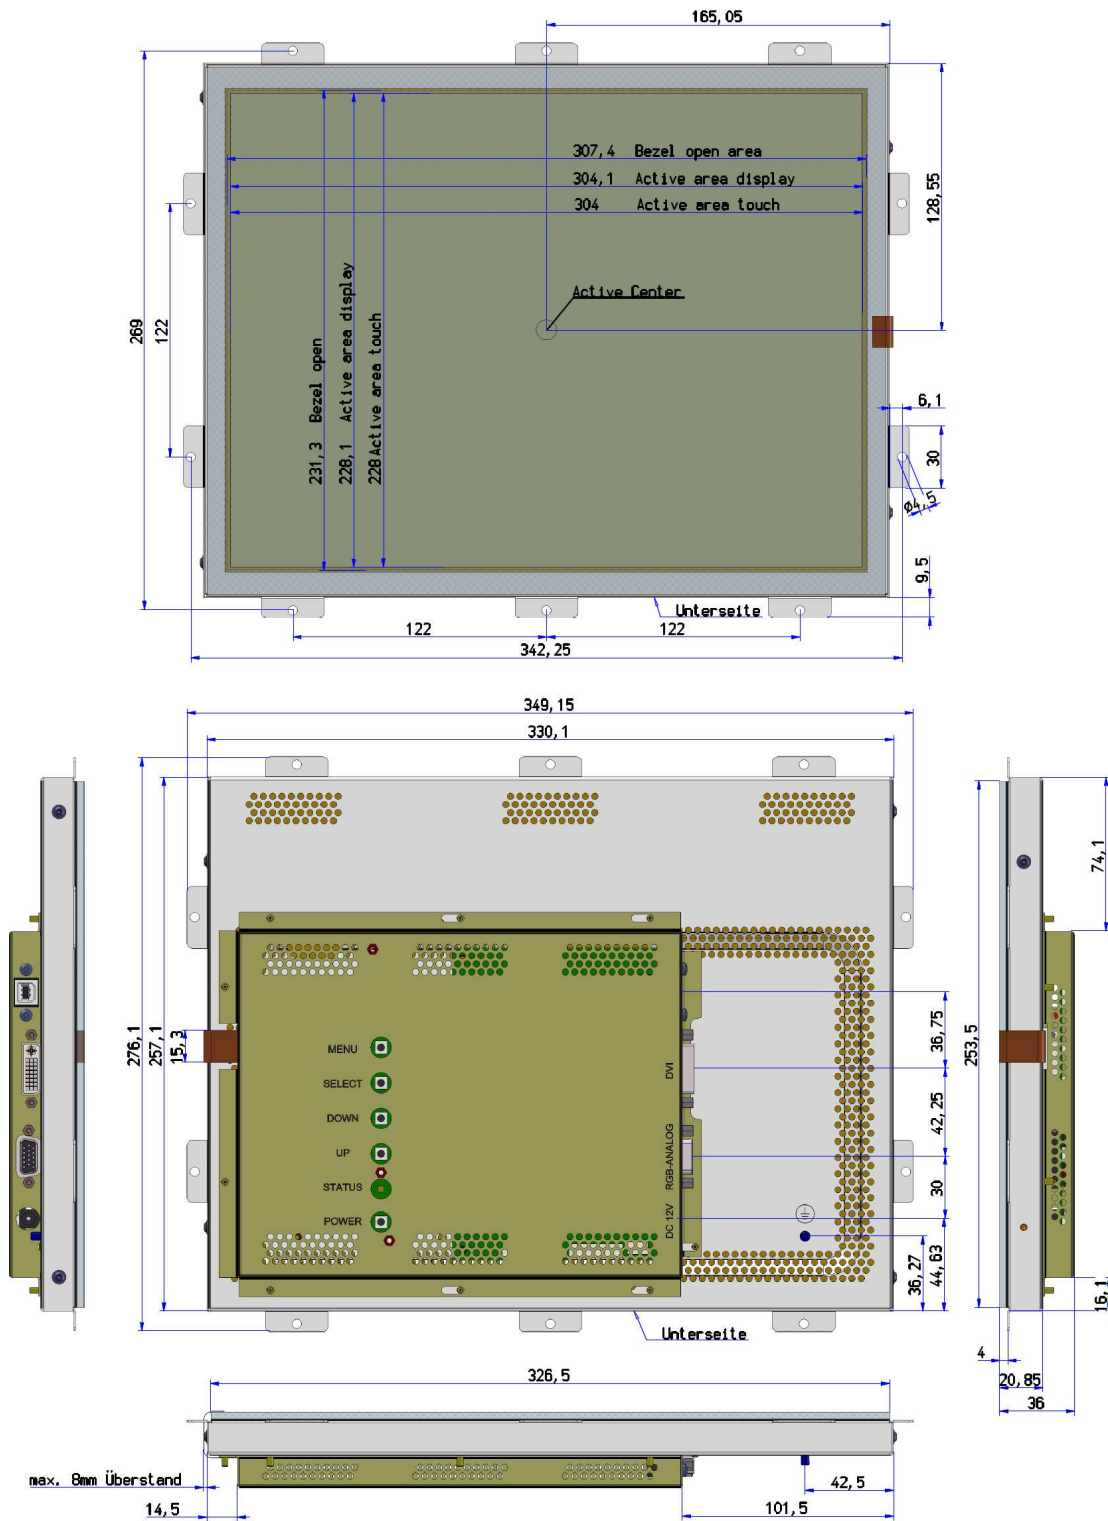 165,05
307,4 Bezel open area
304,1 Active area display
304 Active area touch
128,55
Active Center
269
122
231,3 Bezel open
228,1 Active area display
228 Active area touch
6,1
30
ø4,5
9,5
Unterseite
122
122
342,25
349,15
330,1
74,1
276,1
257,1
15,3
MENU
SELECT
DOWN
UP
STATUS
POWER
DVI
RGB-ANALOG
DC 12V
36,75
42,25
30
44,63
36,27
253,5
16,1
Unterseite
4
20,85
36
326,5
max. 8mm Überstand
14,5
42,5
101,5